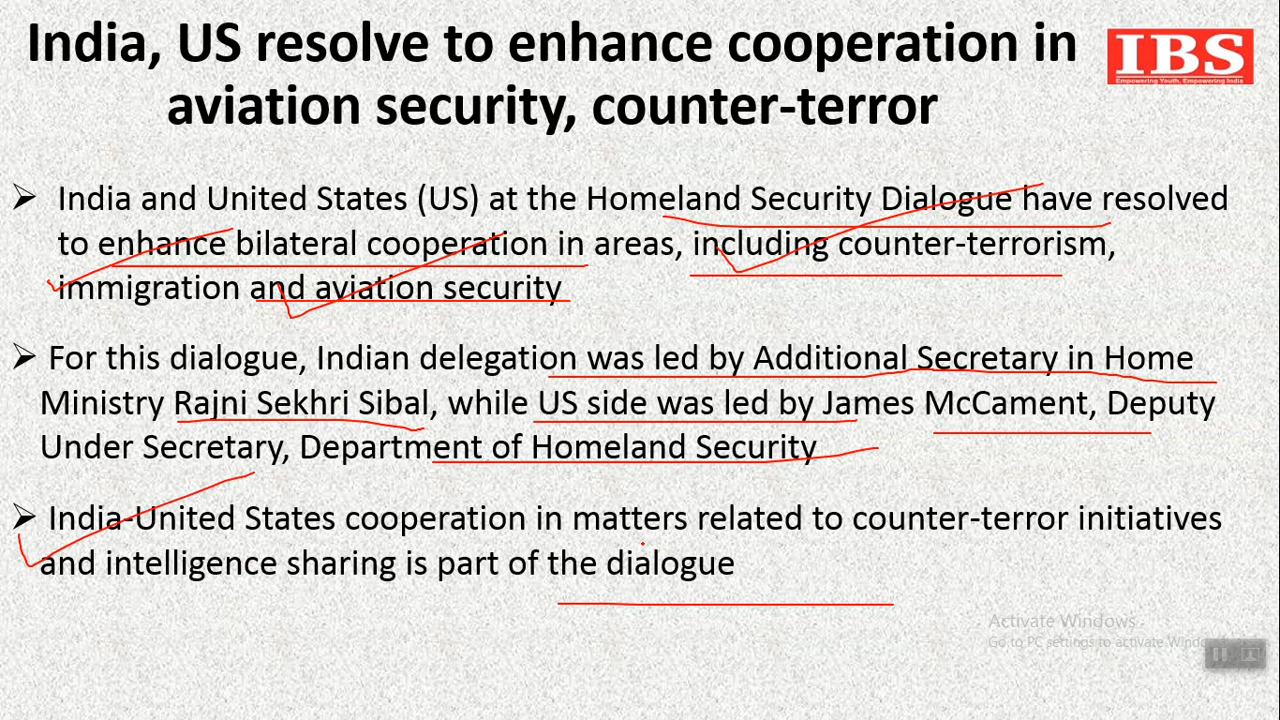 India, US resolve to enhance cooperation in
aviation security, counter-terror
IBS
Empowering Youth, Empowering India
➢ India and United States (US) at the Homeland Security Dialogue have resolved
to enhance bilateral cooperation in areas, including counter-terrorism,
immigration and aviation security
➢ For this dialogue, Indian delegation was led by Additional Secretary in Home
Ministry Rajni Sekhri Sibal, while US side was led by James McCament, Deputy
Under Secretary, Department of Homeland Security
➢ India-United States cooperation in matters related to counter-terror initiatives
and intelligence sharing is part of the dialogue
Activate Windows
Go to PC settings to activate